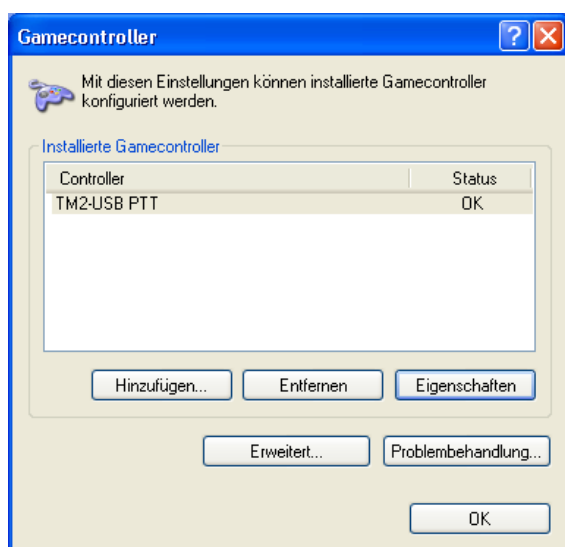 Gamecontroller
Mit diesen Einstellungen können installierte Gamecontroller
konfiguriert werden.
Installierte Gamecontroller
Controller Status
TM2-USB PTT OK
Hinzufügen... Entfernen Eigenschaften
Erweitert... Problembehandlung...
OK